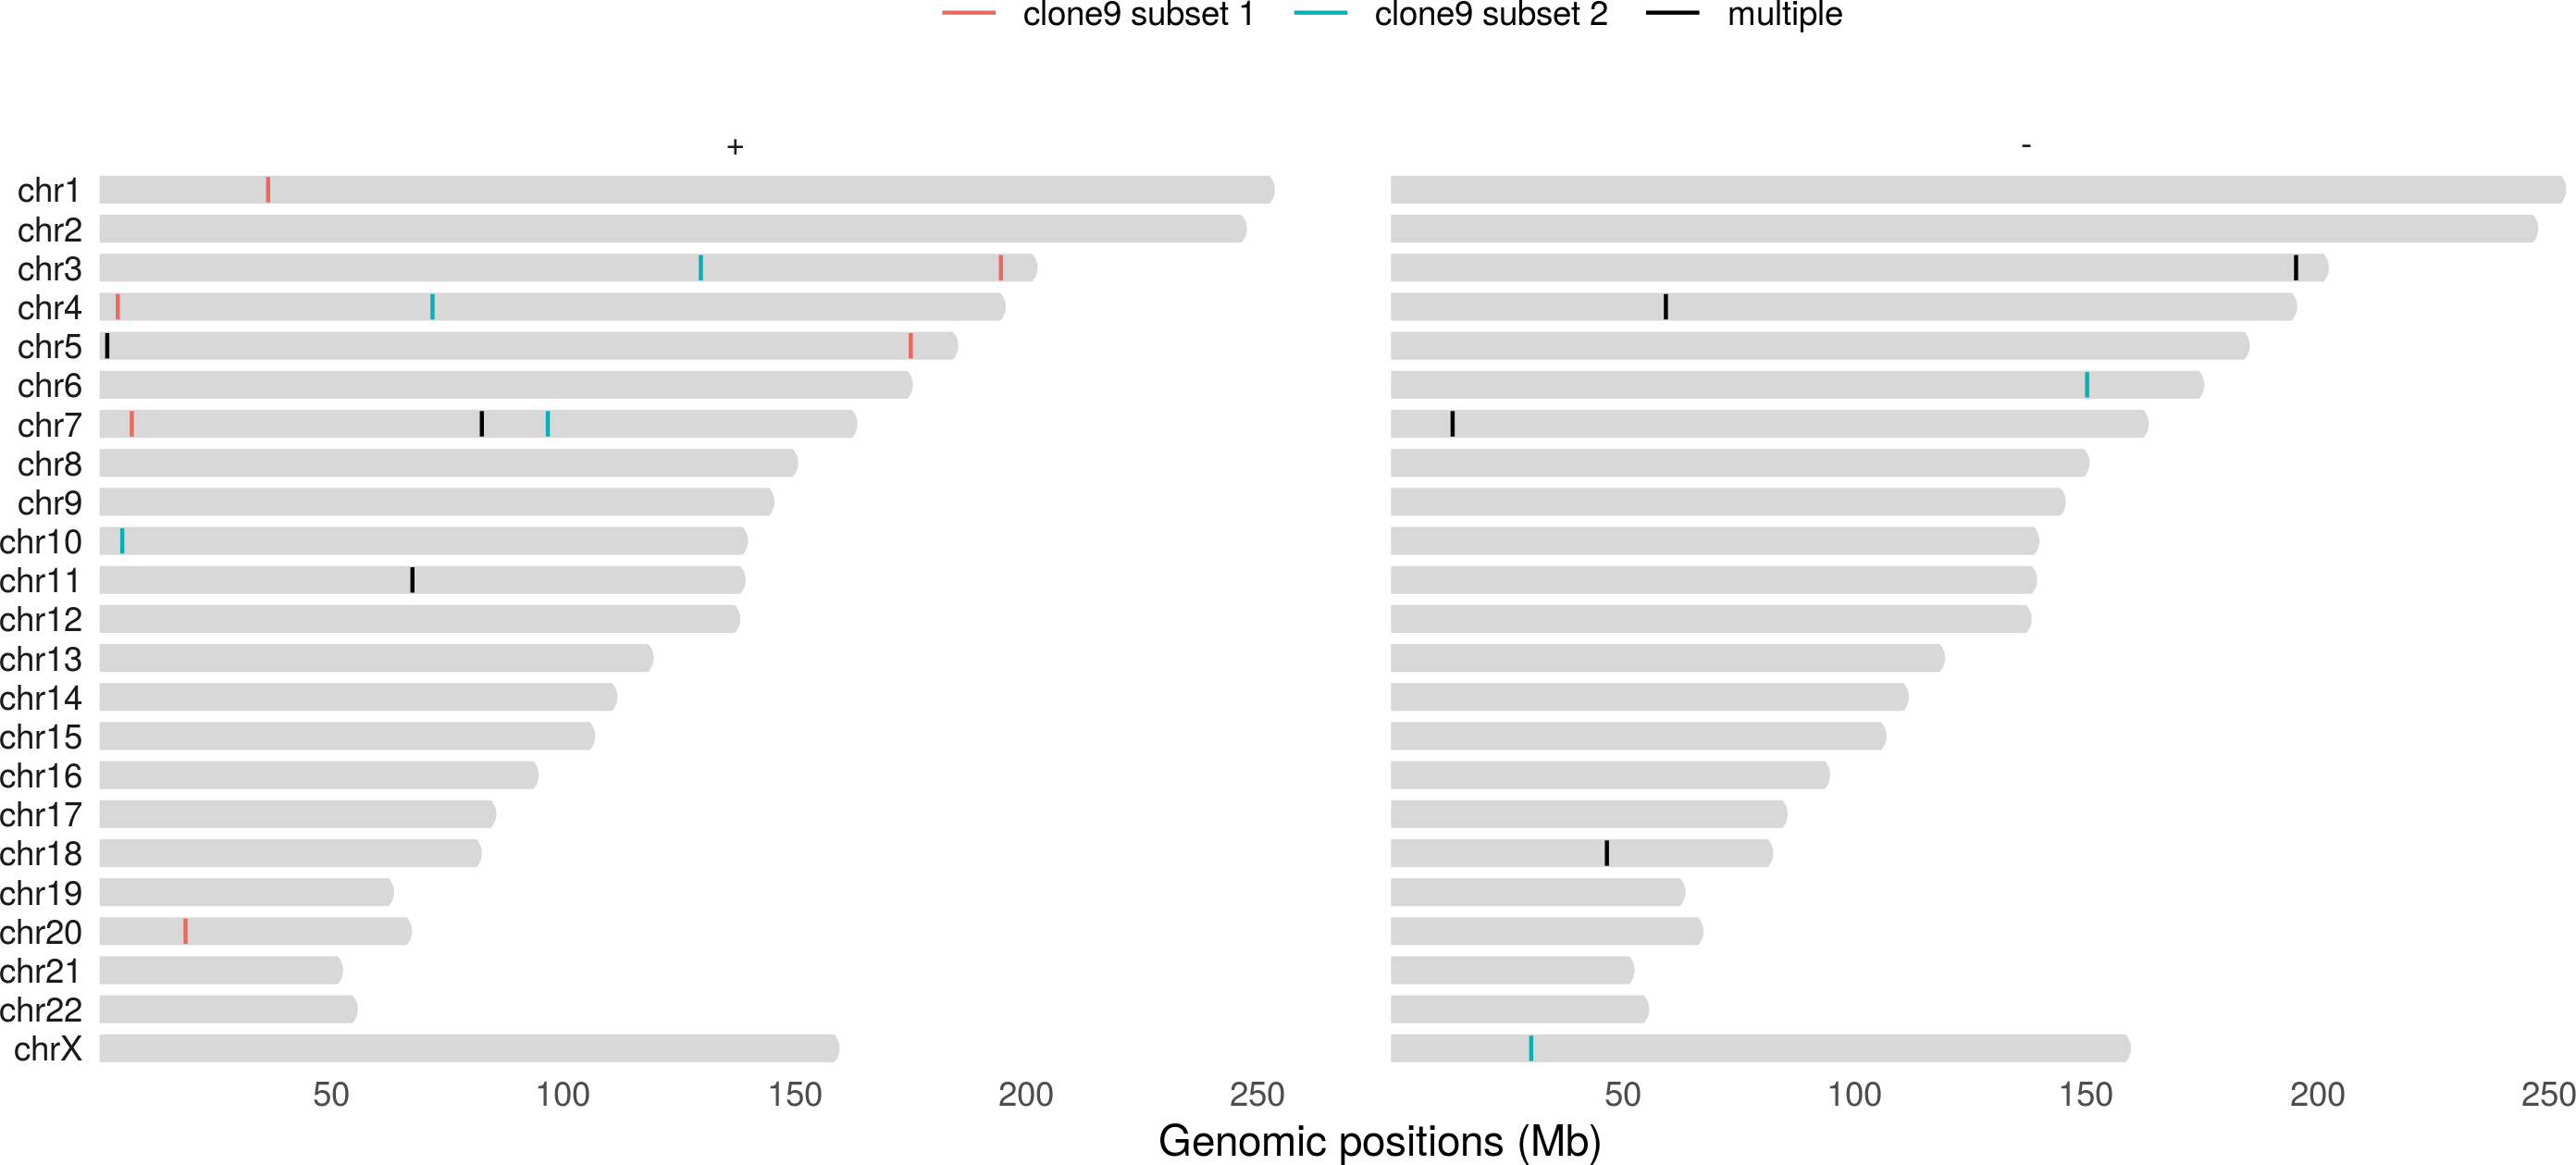 clone9 subset 1 clone9 subset 2 multiple
+ -
chr1
chr2
chr3
chr4
chr5
chr6
chr7
chr8
chr9
chr10
chr11
chr12
chr13
chr14
chr15
chr16
chr17
chr18
chr19
chr20
chr21
chr22
chrX
50 100 150 200 250 50 100 150 200 250
Genomic positions (Mb)